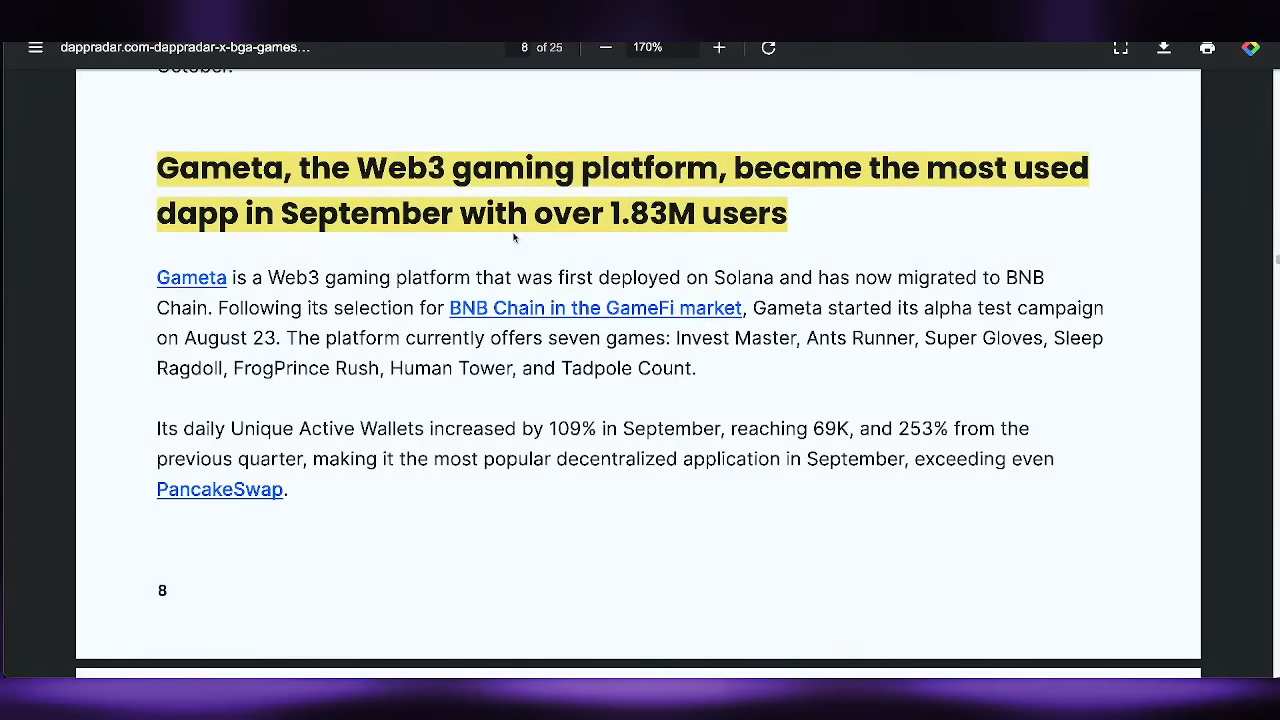 dappradar.com-dappradar-x-bga-games...
8 of 25
170%
October.
Gameta, the Web3 gaming platform, became the most used
dapp in September with over 1.83M users
Gameta is a Web3 gaming platform that was first deployed on Solana and has now migrated to BNB
Chain. Following its selection for BNB Chain in the GameFi market, Gameta started its alpha test campaign
on August 23. The platform currently offers seven games: Invest Master, Ants Runner, Super Gloves, Sleep
Ragdoll, FrogPrince Rush, Human Tower, and Tadpole Count.
Its daily Unique Active Wallets increased by 109% in September, reaching 69K, and 253% from the
previous quarter, making it the most popular decentralized application in September, exceeding even
PancakeSwap.
8